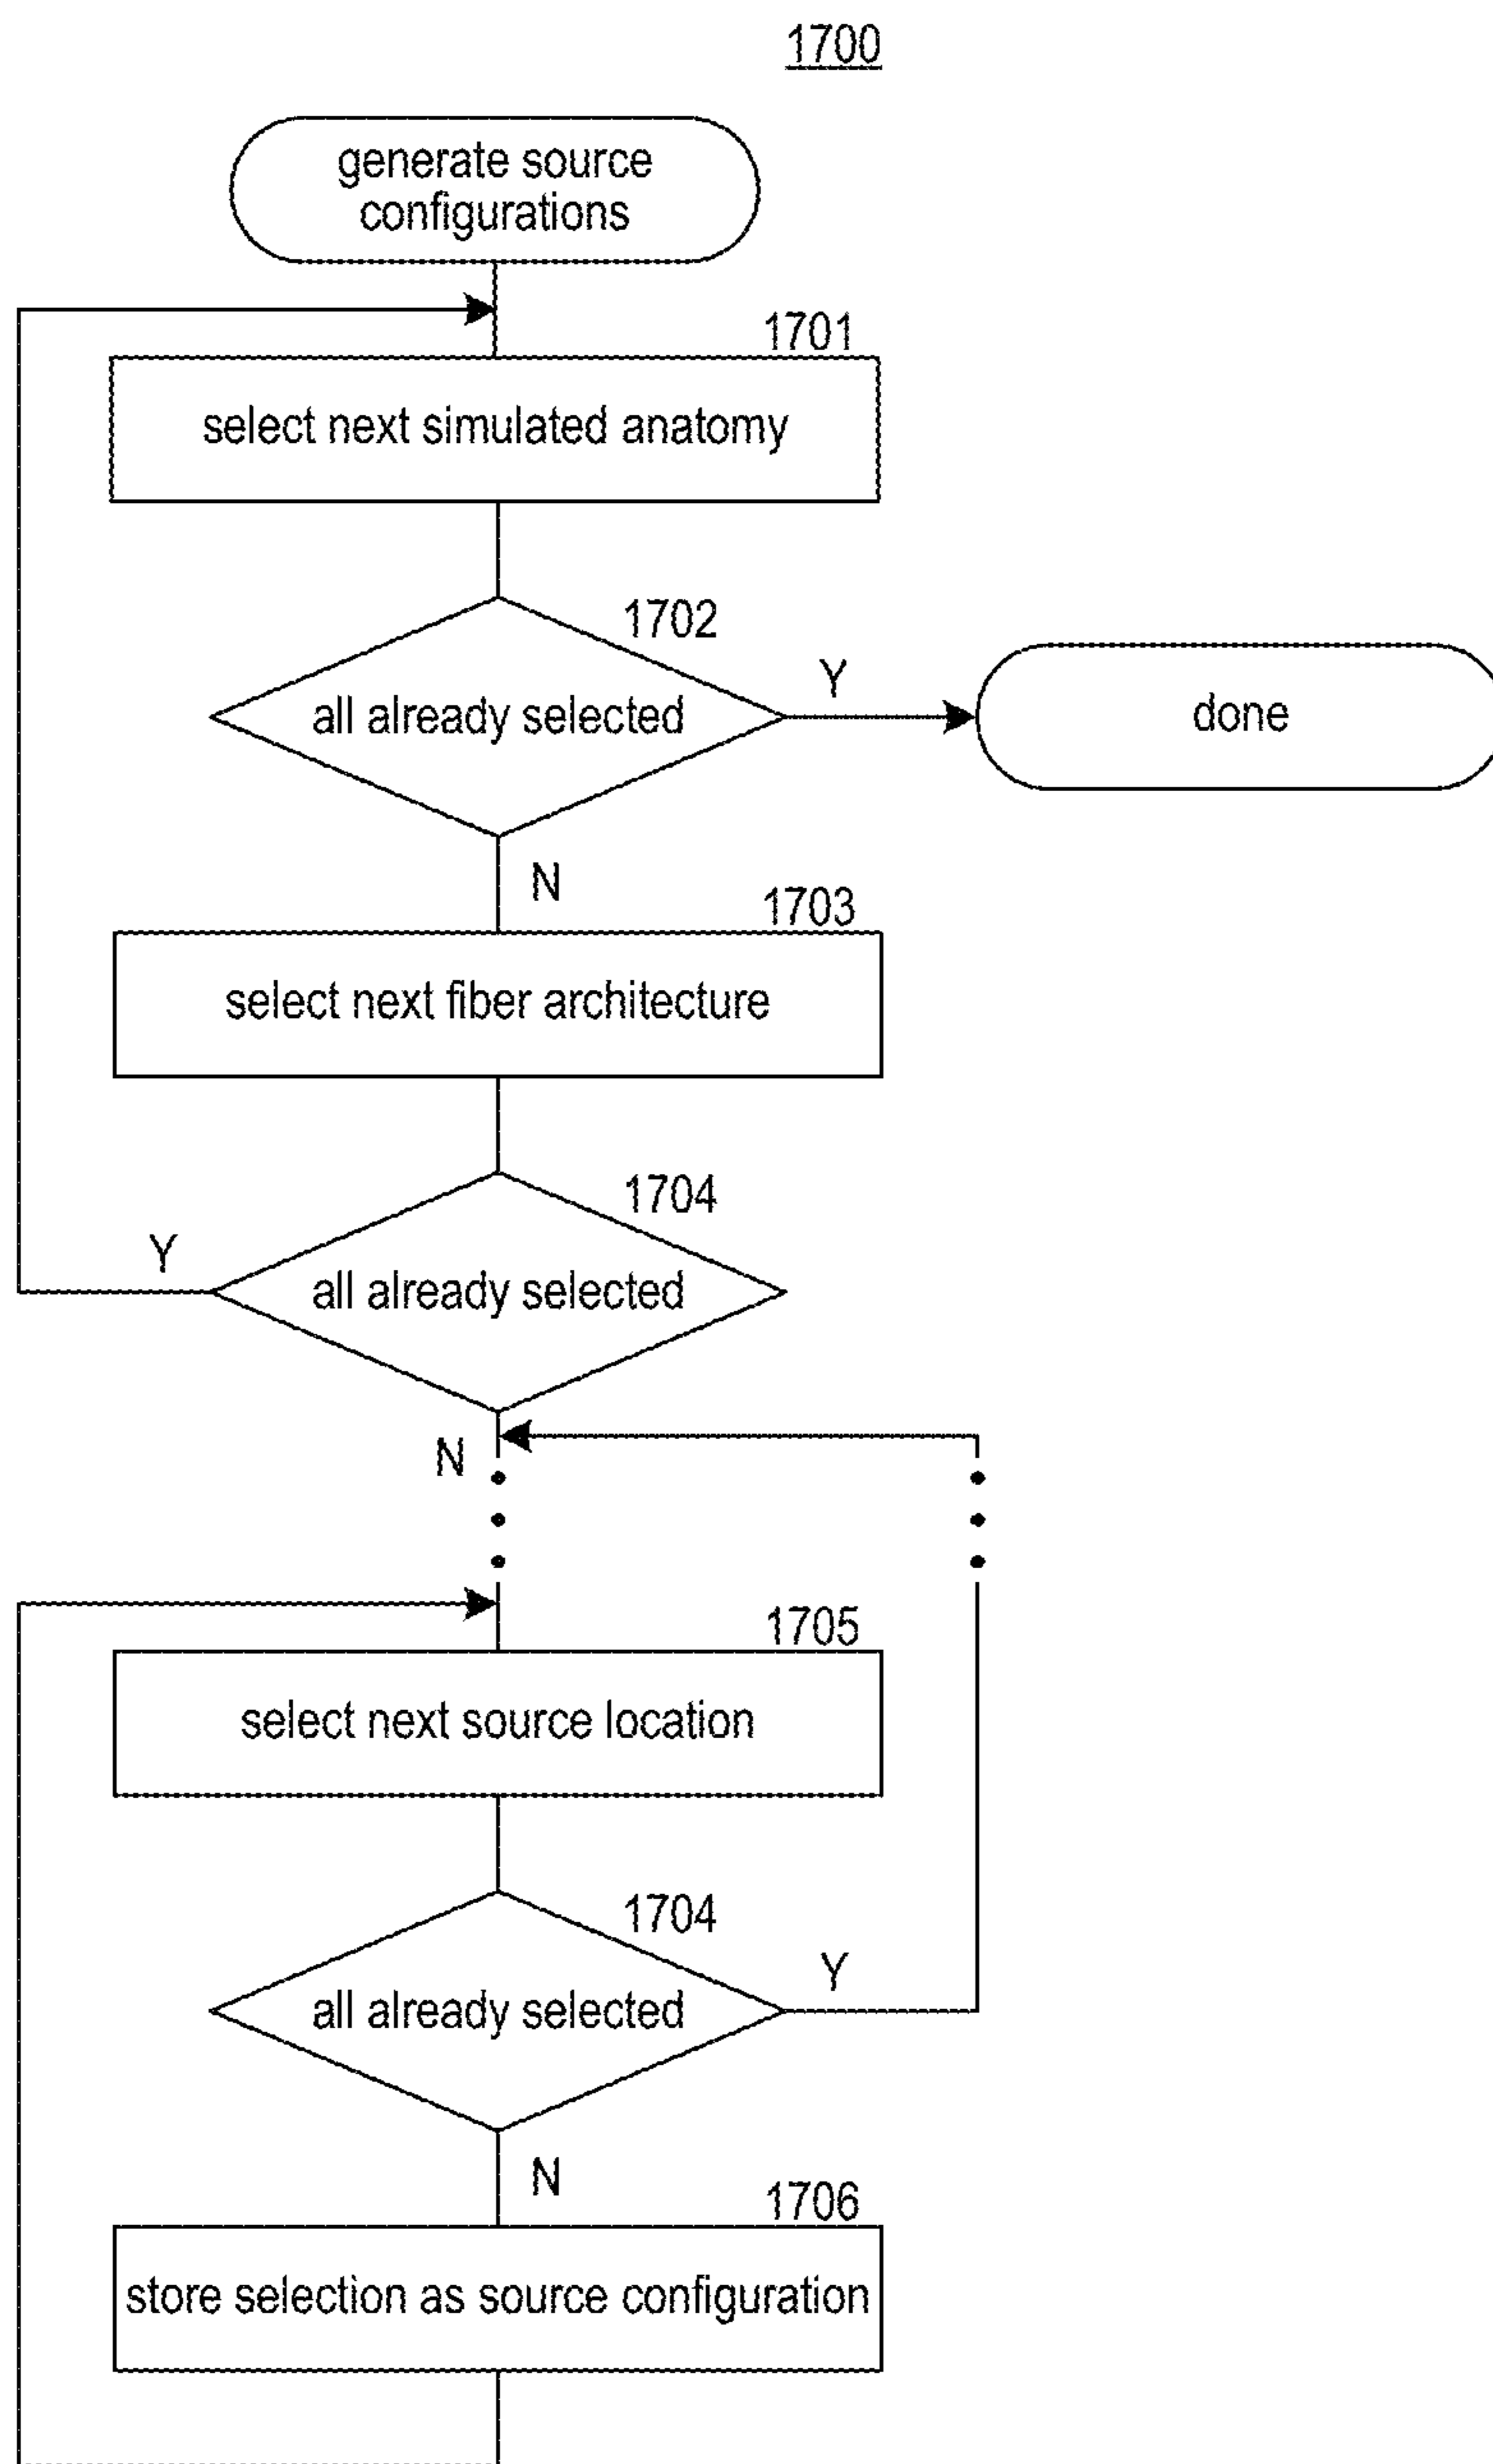 1700
generate source
configurations
1701
select next simulated anatomy
1702
all already selected
Y
done
N
1703
select next fiber architecture
1704
Y
all already selected
N
1705
select next source location
1704
Y
all already selected
N
1706
store selection as source configuration